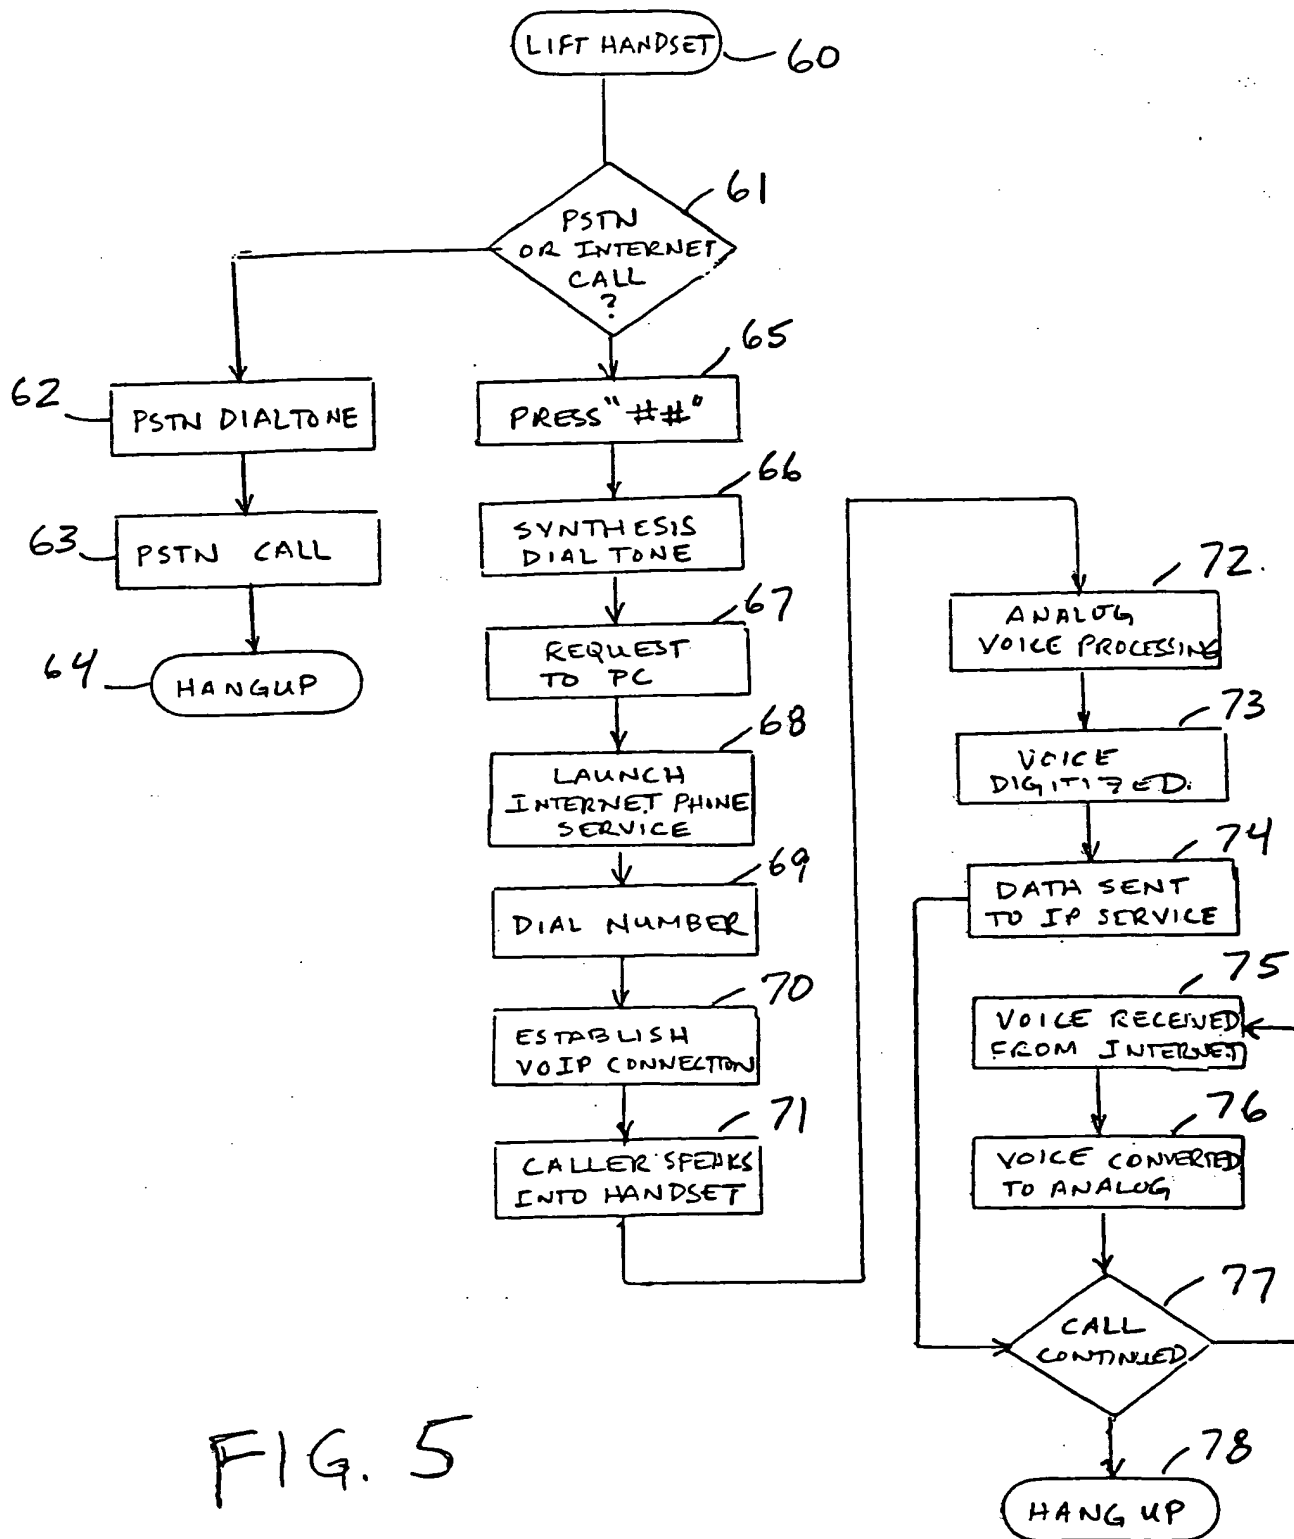 LIFT HANDSET
60
61
PSTN
OR INTERNET
CALL
?
62
PSTN DIALTONE
63
PSTN CALL
64
HANGUP
65
PRESS "##"
66
SYNTHESIS
DIAL TONE
67
REQUEST
TO PC
68
LAUNCH
INTERNET PHONE
SERVICE
69
DIAL NUMBER
70
ESTABLISH
VOIP CONNECTION
71
CALLER SPEAKS
INTO HANDSET
72.
ANALOG
VOICE PROCESSING
73
VOICE
DIGITIZED.
74
DATA SENT
TO IP SERVICE
75
VOICE RECEIVED
FROM INTERNET
76
VOICE CONVERTED
TO ANALOG
77
CALL
CONTINUED
78
HANG UP
FIG. 5